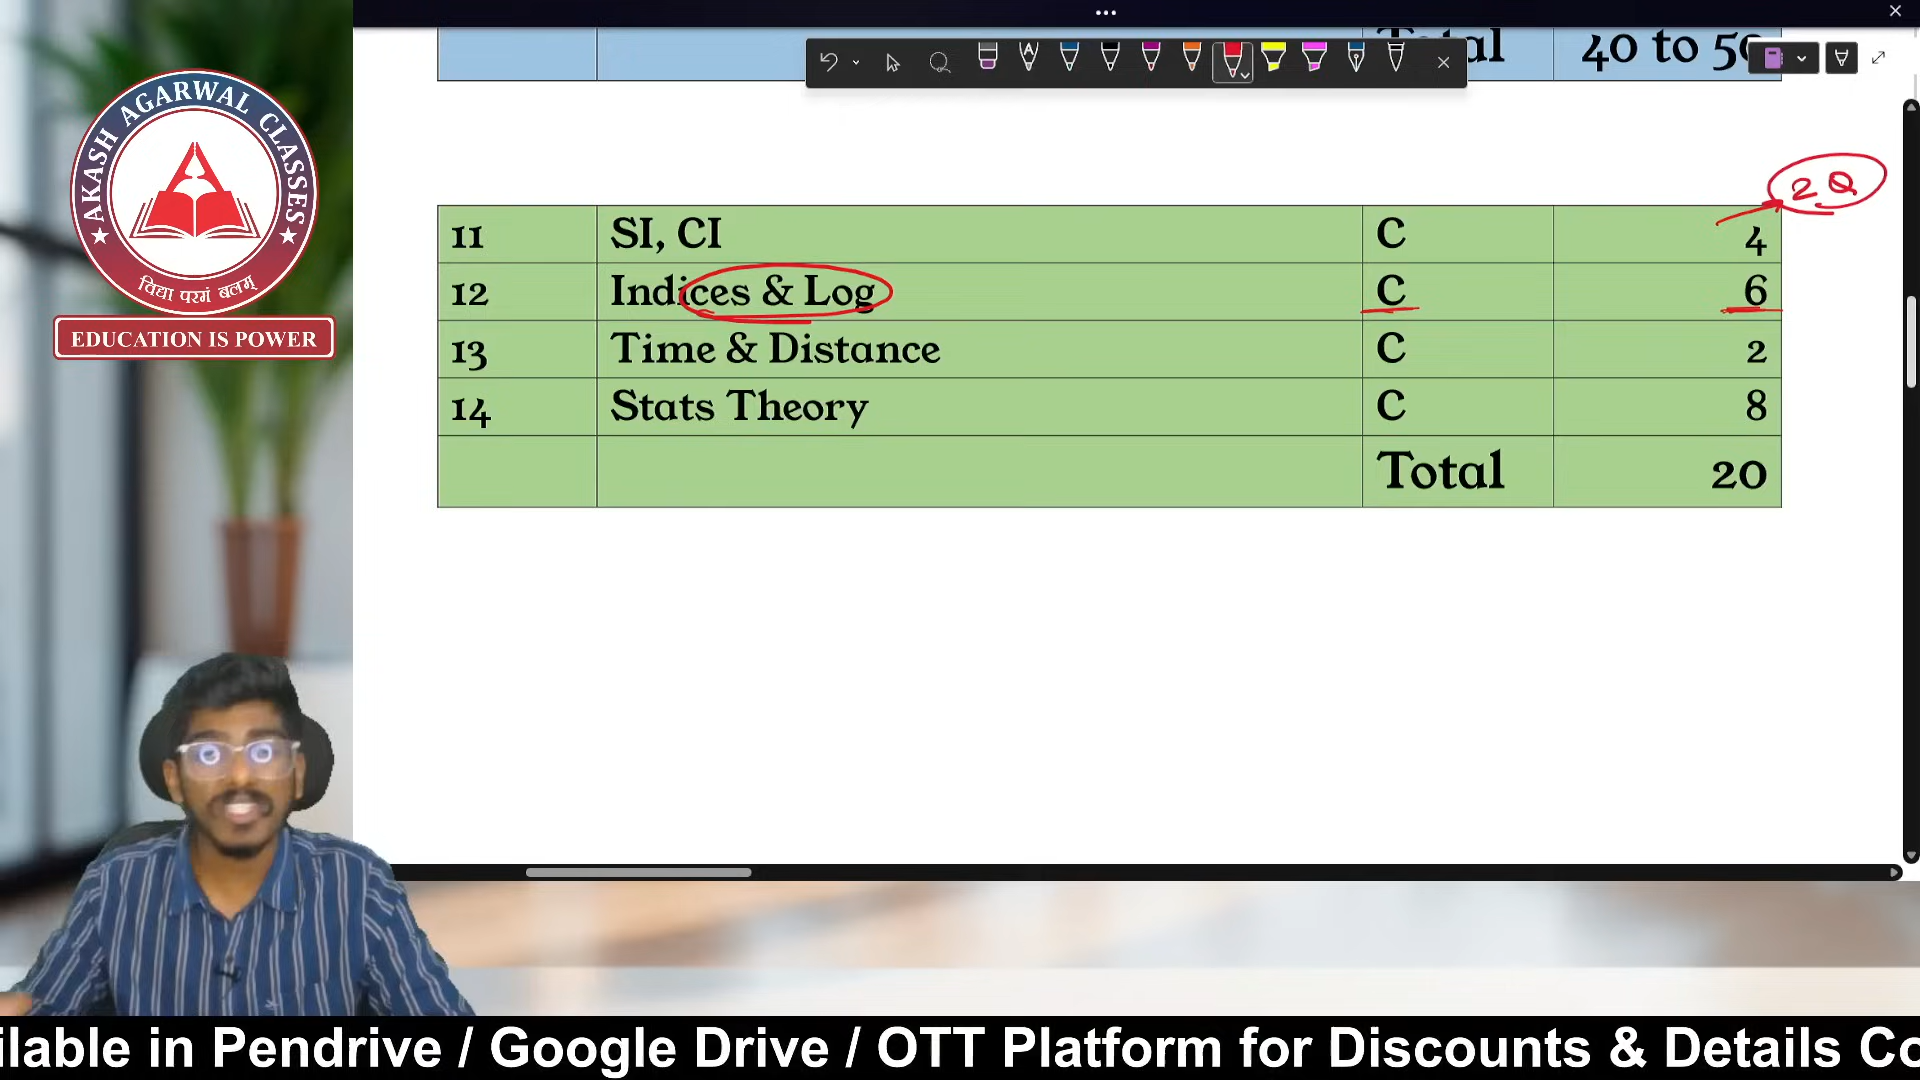 AKASH AGARWAL CLASSES
विद्या परमं बलम्
EDUCATION IS POWER
tal 40 to 50
2 Q
11 SI, CI C 4
12 Indices & Log C 6
13 Time & Distance C 2
14 Stats Theory C 8
Total 20
ilable in Pendrive / Google Drive / OTT Platform for Discounts & Details Co